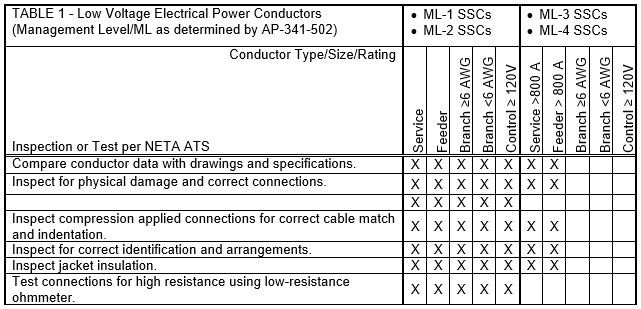 TABLE 1 - Low Voltage Electrical Power Conductors
(Management Level/ML as determined by AP-341-502)
• ML-1 SSCs
• ML-2 SSCs
• ML-3 SSCs
• ML-4 SSCs
Conductor Type/Size/Rating
Inspection or Test per NETA ATS
Service
Feeder
Branch ≥6 AWG
Branch <6 AWG
Control ≥ 120V
Service >800 A
Feeder > 800 A
Branch ≥6 AWG
Branch <6 AWG
Control ≥ 120V
Compare conductor data with drawings and specifications. X X X X X X X
Inspect for physical damage and correct connections. X X X X X X X
X X X X X
Inspect compression applied connections for correct cable match
and indentation. X X X X X X X
Inspect for correct identification and arrangements. X X X X X X X
Inspect jacket insulation. X X X X X X X
Test connections for high resistance using low-resistance
ohmmeter. X X X X X